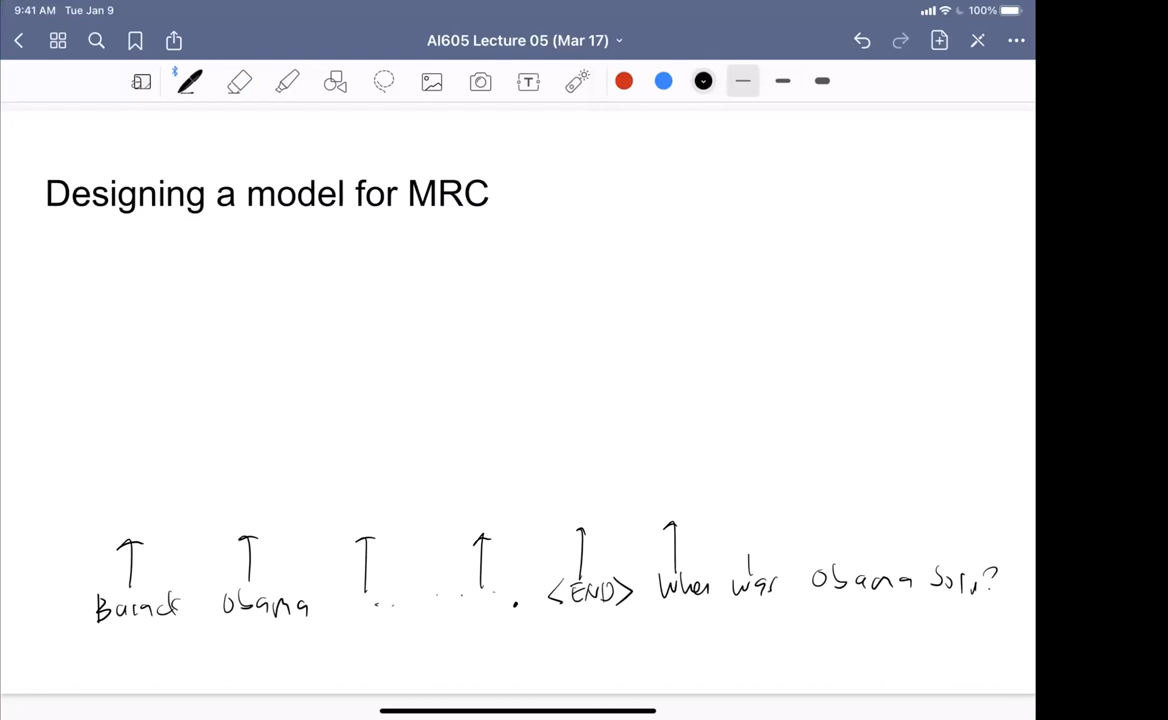 9:41 AM Tue Jan 9 100%
AI605 Lecture 05 (Mar 17)
T
Designing a model for MRC
Barack Obama .. .... . <END> When was Obama born?